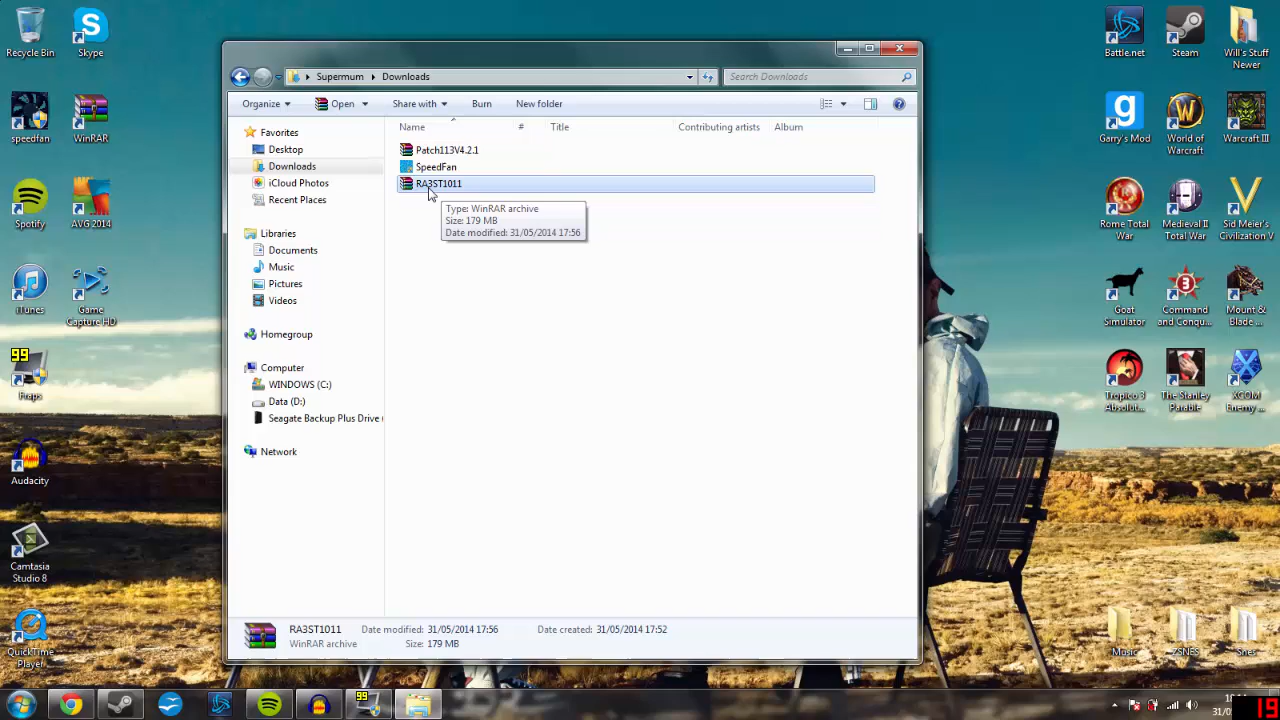 Recycle Bin
Skype
speedfan
WinRAR
Spotify
AVG 2014
iTunes
Game
Capture HD
99
Fraps
Audacity
Camtasia
Studio 8
QuickTime
Player
Supermum
Downloads
Search Downloads
Organize
Open
Share with
Burn
New folder
Favorites
Desktop
Downloads
iCloud Photos
Recent Places
Libraries
Documents
Music
Pictures
Videos
Homegroup
Computer
WINDOWS (C:)
Data (D:)
Seagate Backup Plus Drive (
Network
Name
#
Title
Contributing artists
Album
Patch113V4.2.1
SpeedFan
RA3ST1011
Type: WinRAR archive
Size: 179 MB
Date modified: 31/05/2014 17:56
RA3ST1011
Date modified: 31/05/2014 17:56
Date created: 31/05/2014 17:52
WinRAR archive
Size: 179 MB
Battle.net
Steam
Will's Stuff
Newer
Garry's Mod
World of
Warcraft
Warcraft III
Rome Total
War
Medieval II
Total War
Sid Meier's
Civilization V
Goat
Simulator
Command
and Conqu...
Mount &
Blade ...
Tropico 3
Absolut...
The Stanley
Parable
XCOM
Enemy ...
Music
ZSNES
Snes
99
19